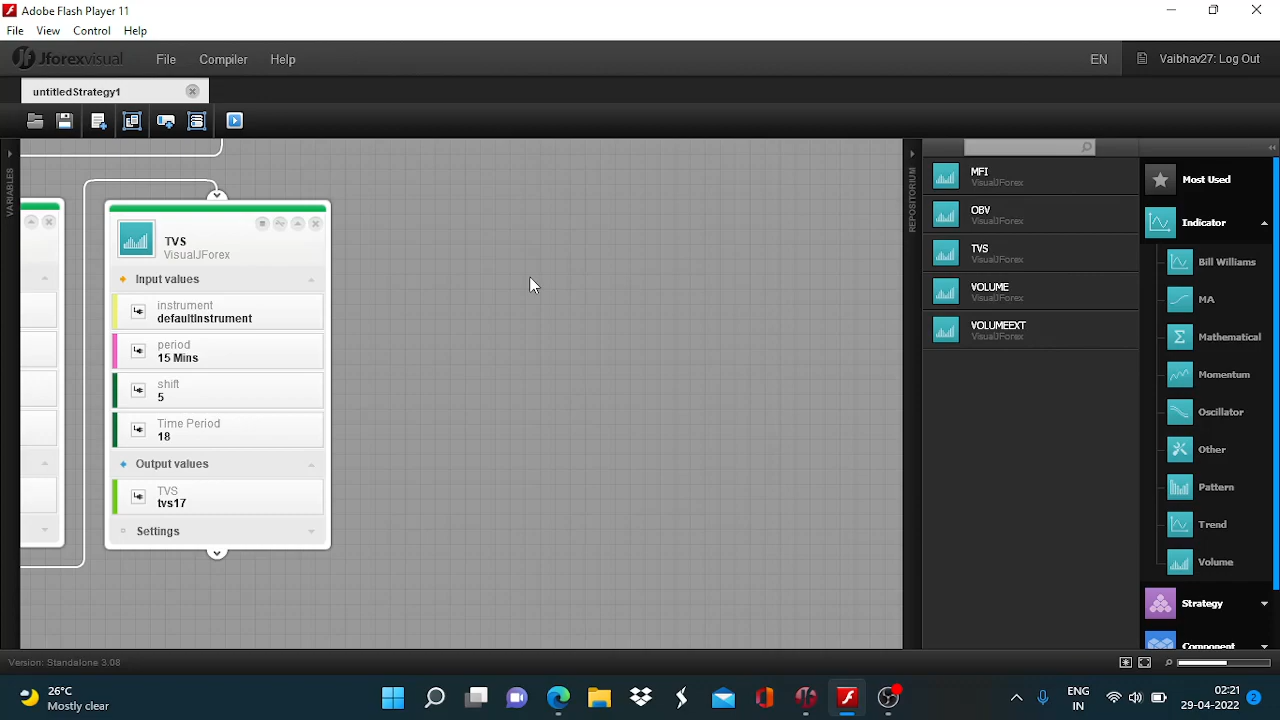 Adobe Flash Player 11
File View Control Help
Jforexvisual File Compiler Help EN Vaibhav27: Log Out
untitledStrategy1
VARIABLES
TVS
VisualJForex
Input values
instrument
defaultInstrument
period
15 Mins
shift
5
Time Period
18
Output values
TVS
tvs17
Settings
REPOSITORIUM
MFI
VisualJForex
OBV
VisualJForex
TVS
VisualJForex
VOLUME
VisualJForex
VOLUMEEXT
VisualJForex
Most Used
Indicator
Bill Williams
MA
Mathematical
Momentum
Oscillator
Other
Pattern
Trend
Volume
Strategy
Component
Version: Standalone 3.08
26°C
Mostly clear
ENG
IN
02:21
29-04-2022
2